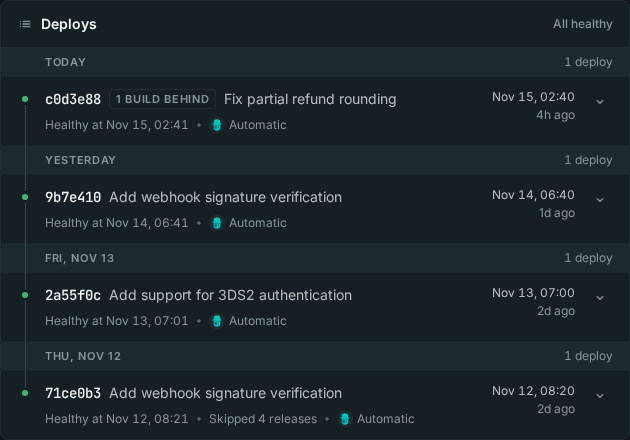 Deploys
All healthy
TODAY
1 deploy
c0d3e88 1 BUILD BEHIND Fix partial refund rounding
Nov 15, 02:40
Healthy at Nov 15, 02:41 • Automatic
4h ago
YESTERDAY
1 deploy
9b7e410 Add webhook signature verification
Nov 14, 06:40
Healthy at Nov 14, 06:41 • Automatic
1d ago
FRI, NOV 13
1 deploy
2a55f0c Add support for 3DS2 authentication
Nov 13, 07:00
Healthy at Nov 13, 07:01 • Automatic
2d ago
THU, NOV 12
1 deploy
71ce0b3 Add webhook signature verification
Nov 12, 08:20
Healthy at Nov 12, 08:21 • Skipped 4 releases • Automatic
2d ago